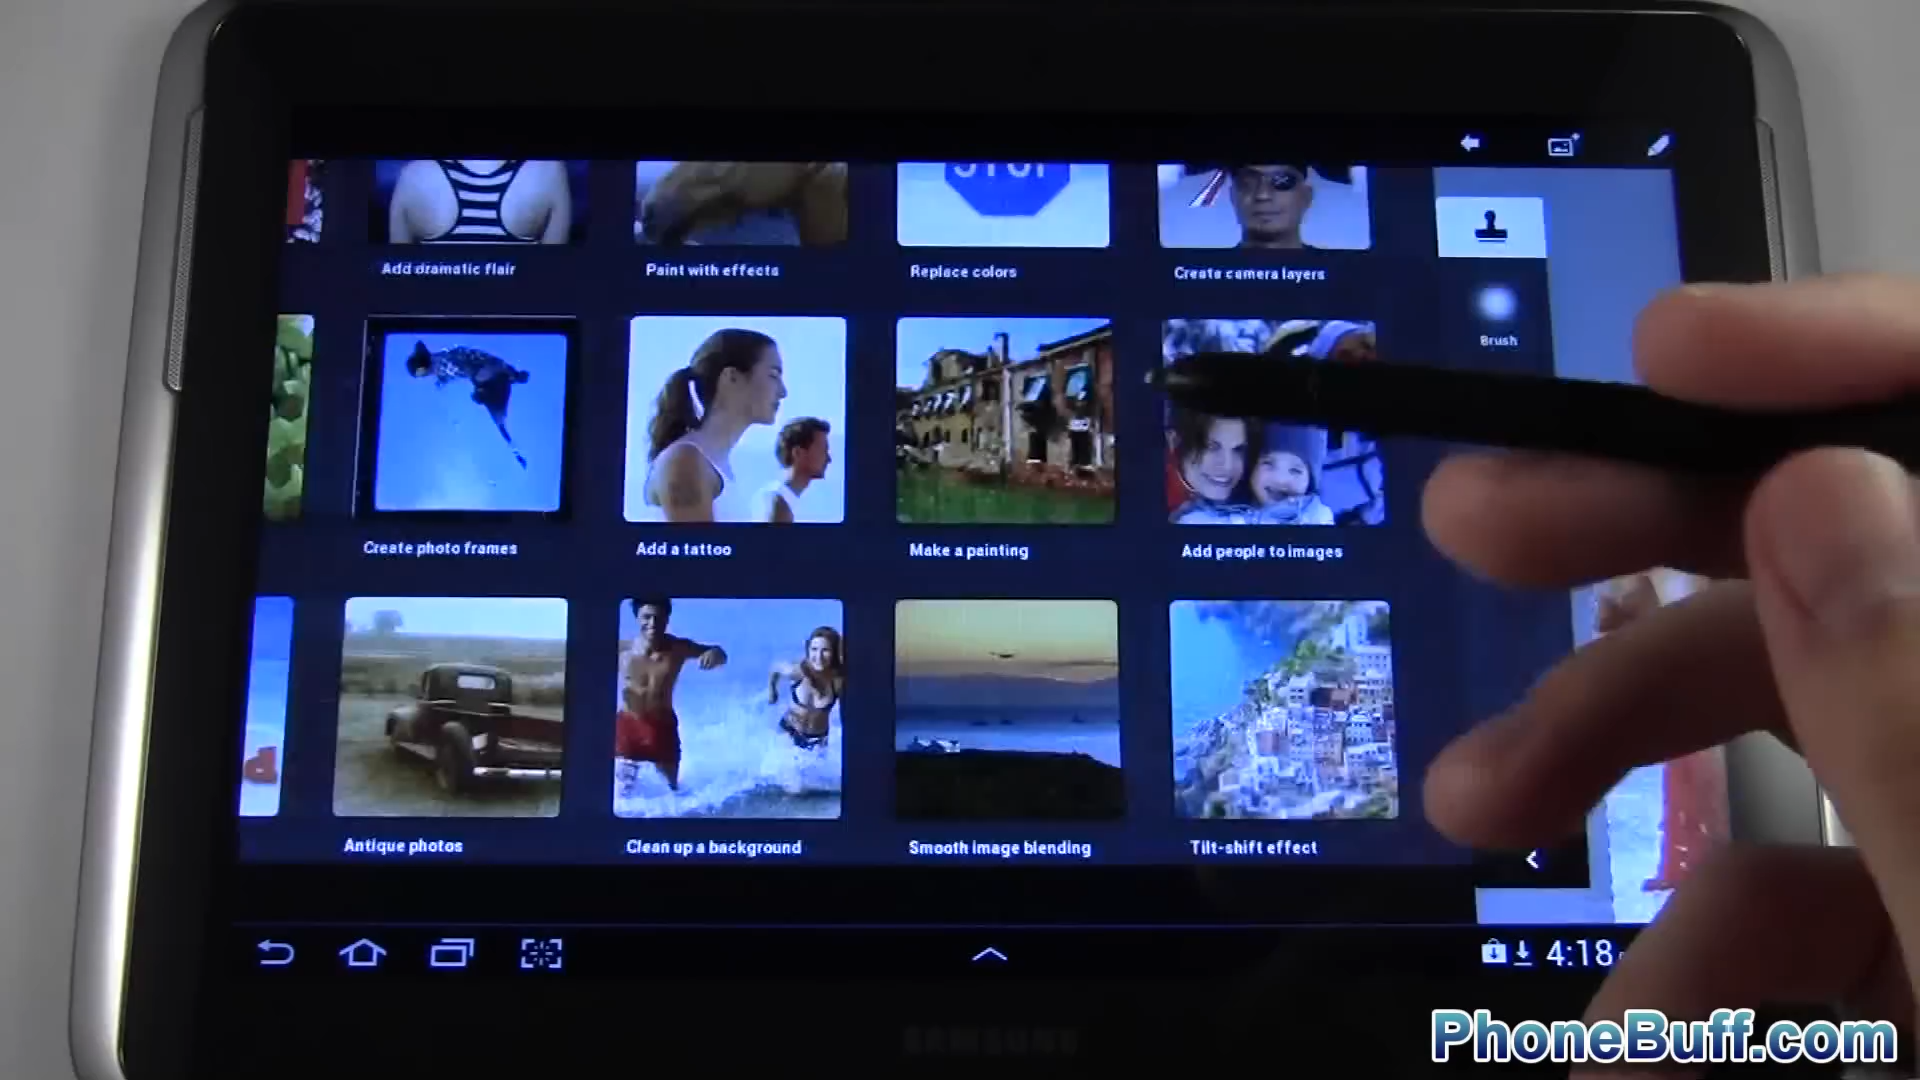 STOP
Add dramatic flair
Paint with effects
Replace colors
Create camera layers
Brush
Create photo frames
Add a tattoo
Make a painting
Add people to images
Antique photos
Clean up a background
Smooth image blending
Tilt-shift effect
4:18
SAMSUNG
PhoneBuff.com